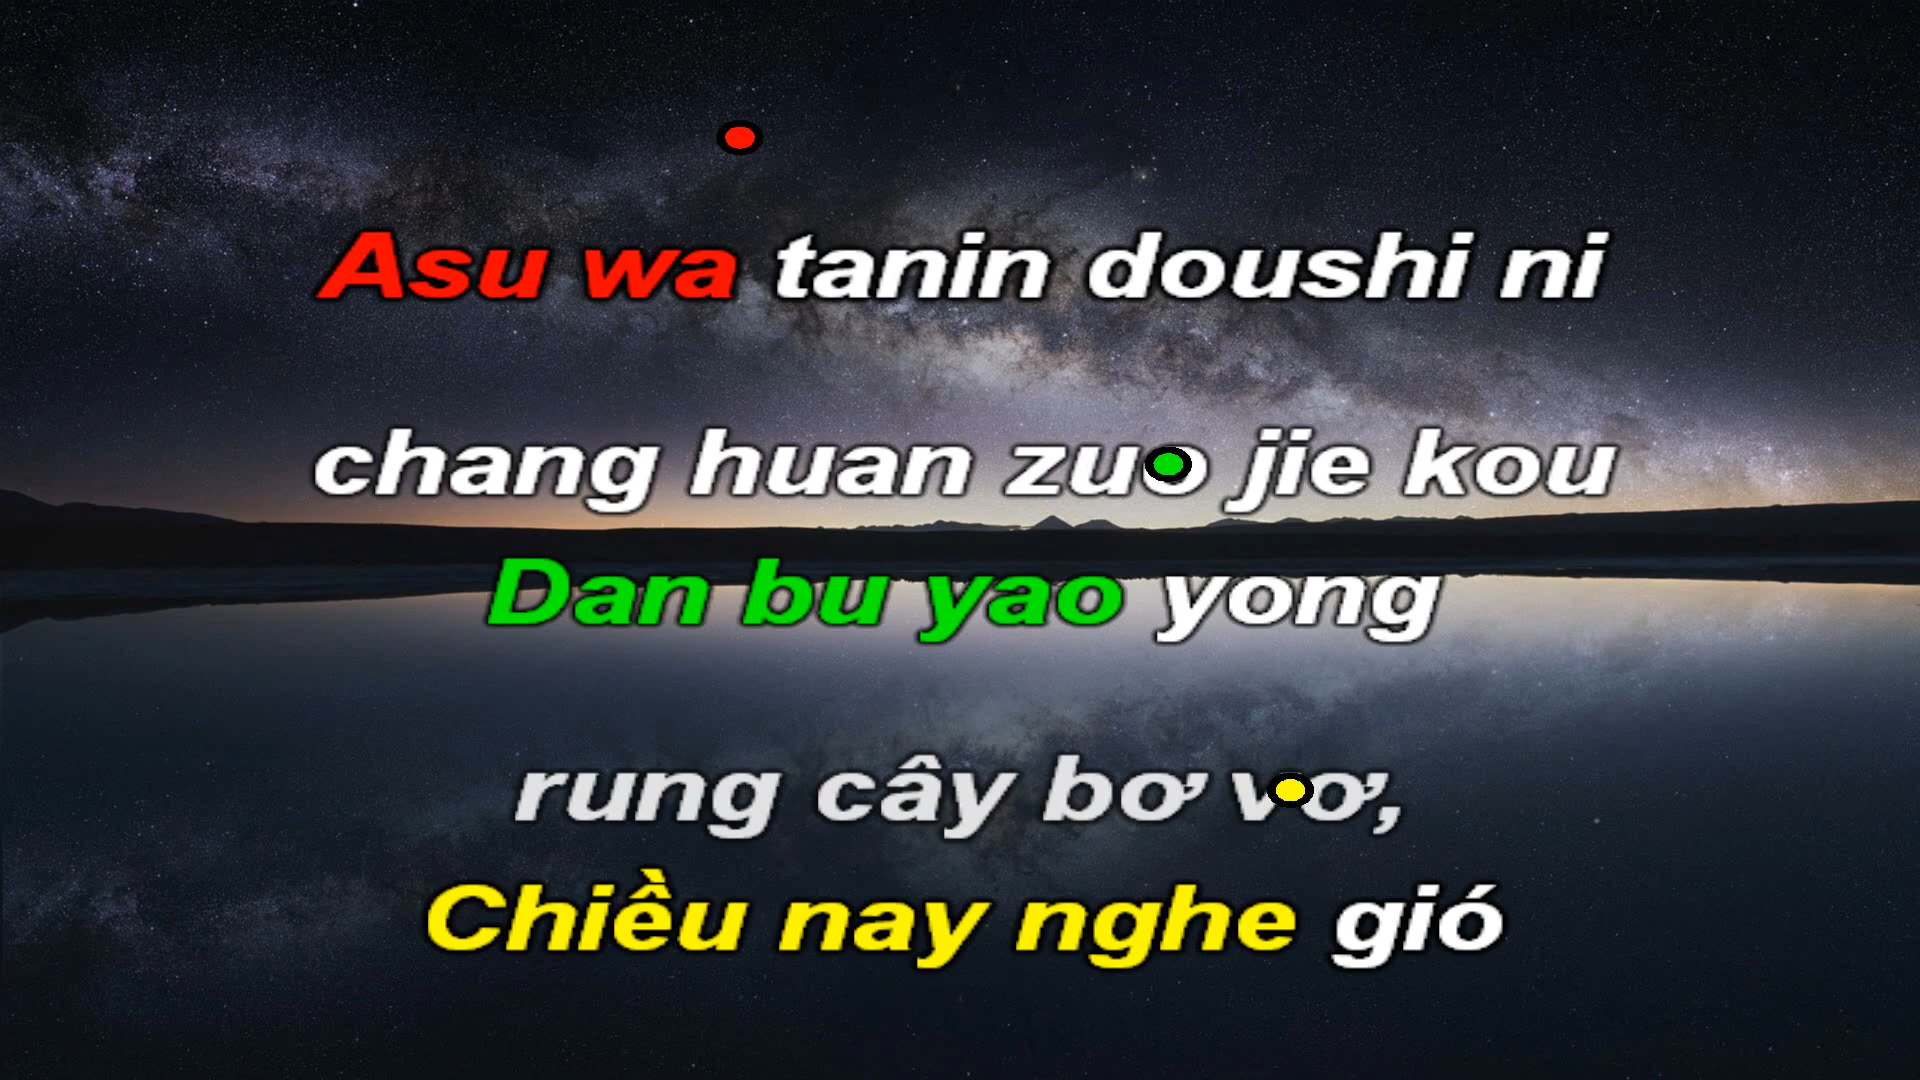 Asu wa tanin doushi ni
chang huan zuo jie kou
Dan bu yao yong
rung cây bơ vơ,
Chiều nay nghe gió